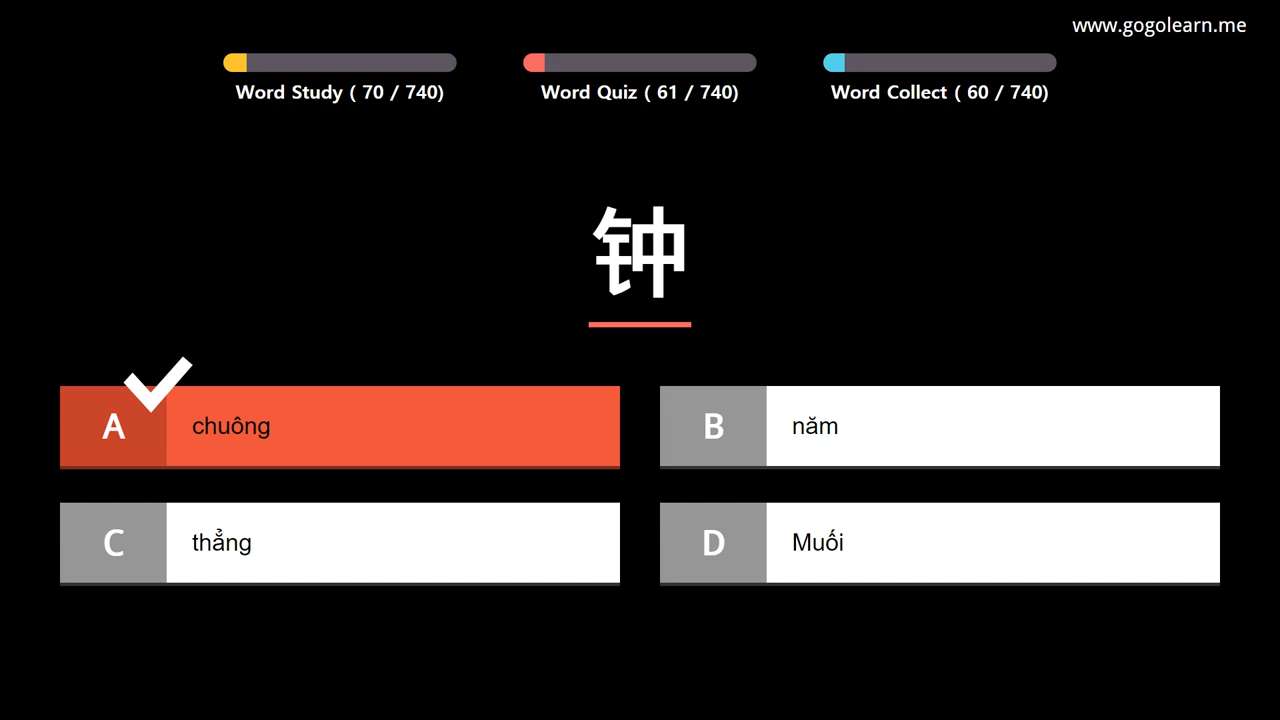 www.gogolearn.me
Word Study ( 70 / 740)
Word Quiz ( 61 / 740)
Word Collect ( 60 / 740)
钟
A chuông
B năm
C thẳng
D Muối